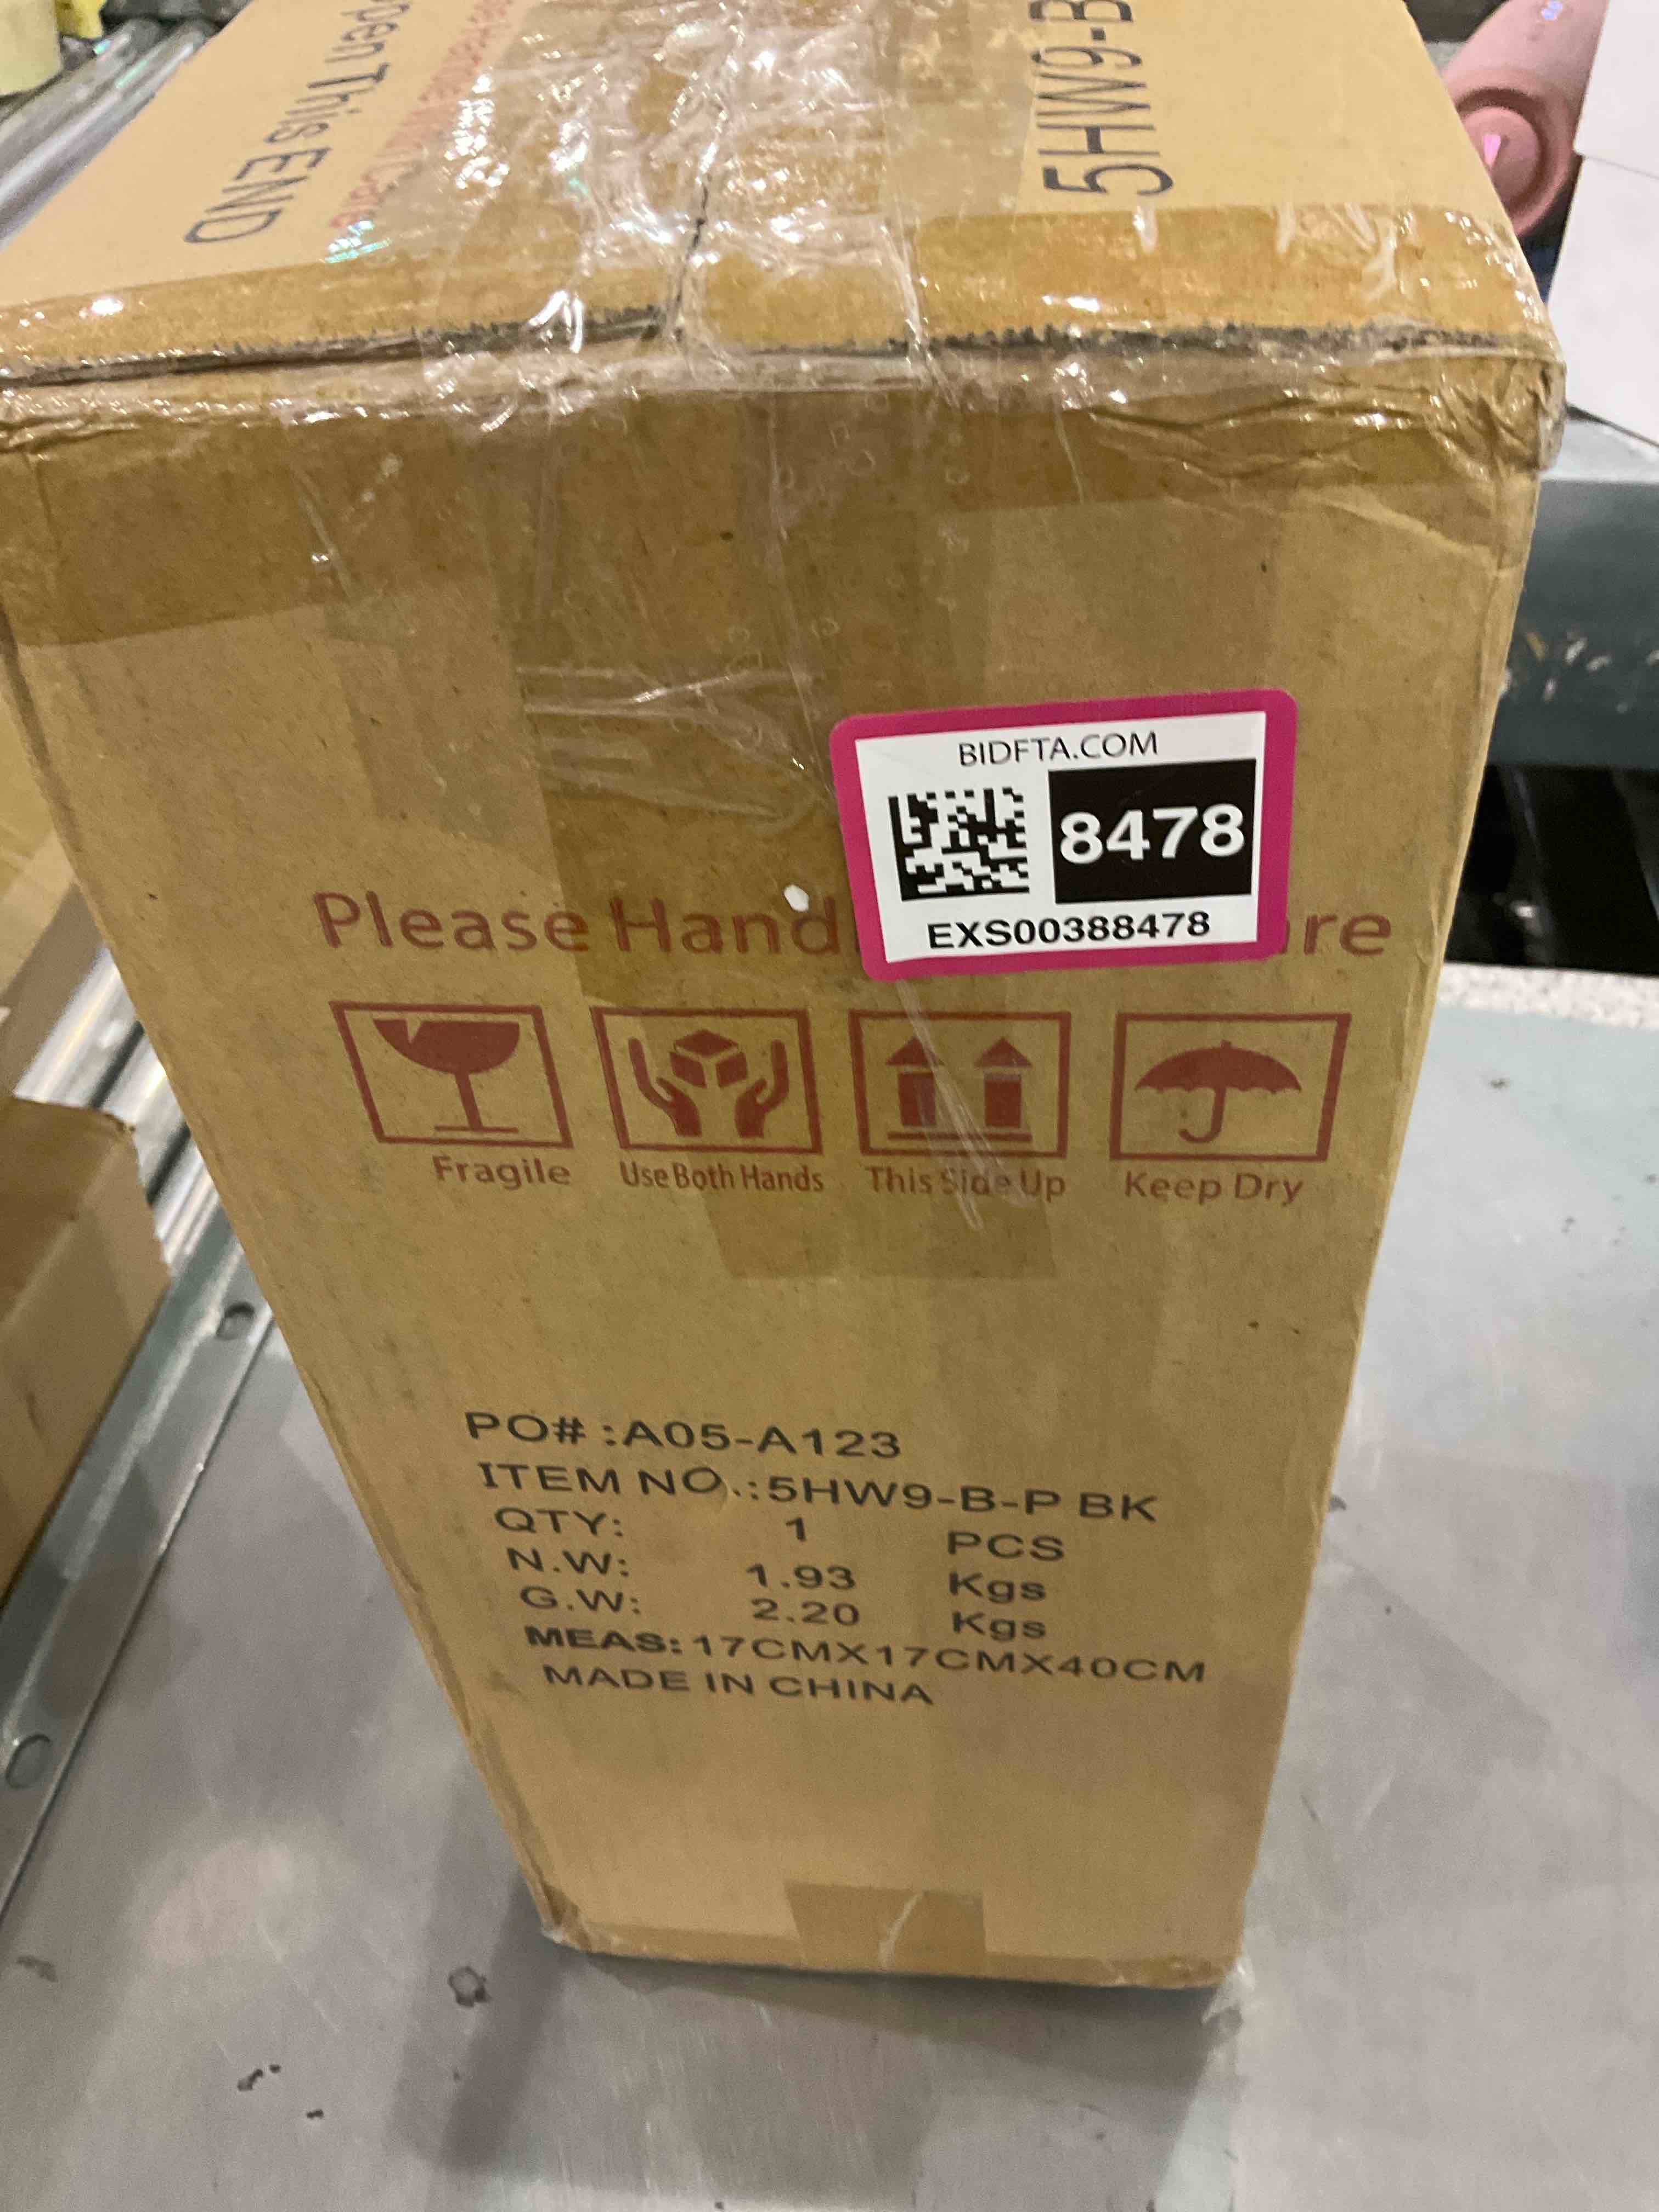 pen This END
5HW9-B
BIDFTA.COM
8478
EXS00388478
Please Hand re
Fragile
Use Both Hands
This Side Up
Keep Dry
PO# :A05-A123
ITEM NO.:5HW9-B-P BK
QTY: 1 PCS
N.W: 1.93 Kgs
G.W: 2.20 Kgs
MEAS: 17CMX17CMX40CM
MADE IN CHINA